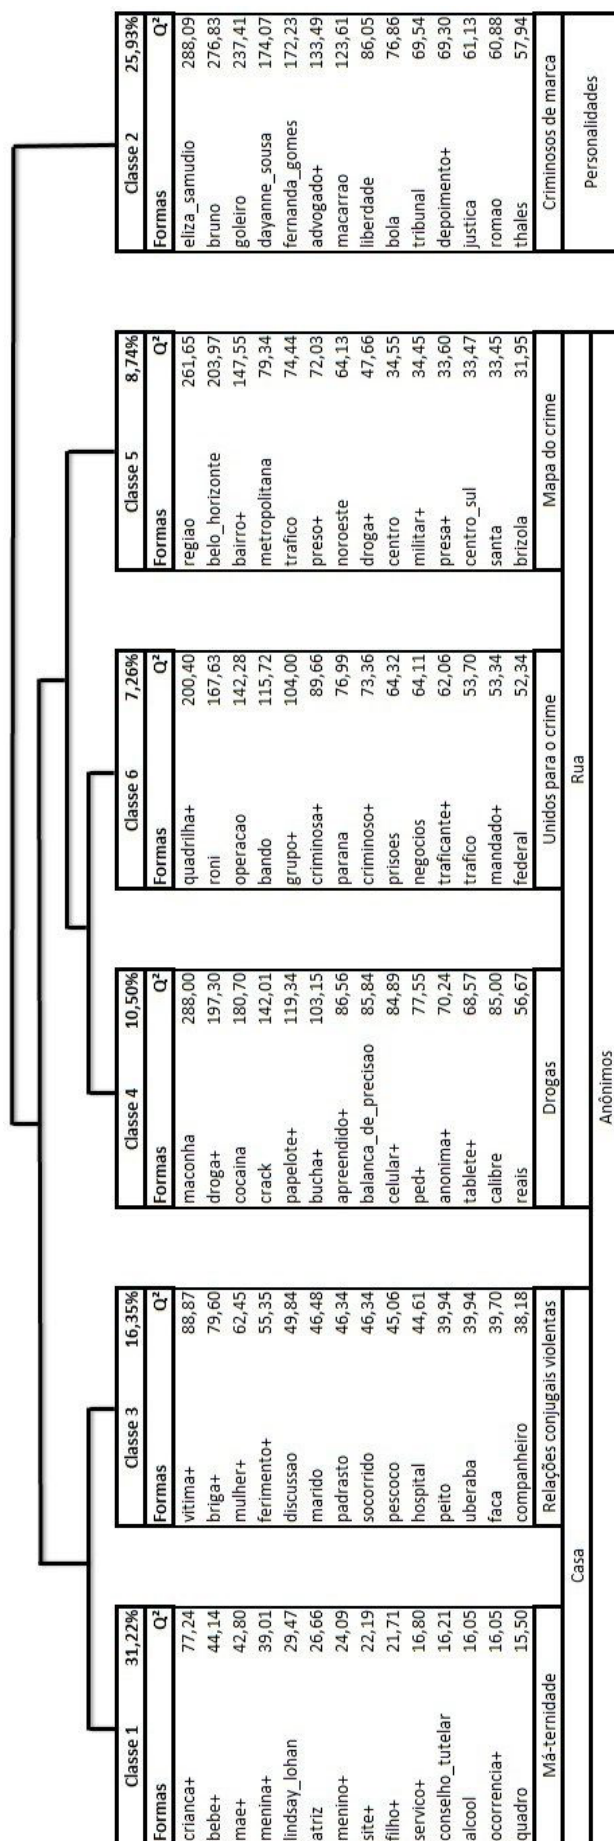 Classe 1 31,22%
Formas Q²
crianca+ 77,24
bebe+ 44,14
mae+ 42,80
menina+ 39,01
lindsay_lohan 29,47
atriz 26,66
menino+ 24,09
site+ 22,19
filho+ 21,71
servico+ 16,80
conselho_tutelar 16,21
alcool 16,05
ocorrencia+ 16,05
quadro 15,50
Má-ternidade
Classe 3 16,35%
Formas Q²
vitima+ 88,87
briga+ 79,60
mulher+ 62,45
ferimento+ 55,35
discussao 49,84
marido 46,48
padrasto 46,34
socorrido 46,34
pescoco 45,06
hospital 44,61
peito 39,94
uberaba 39,94
faca 39,70
companheiro 38,18
Relações conjugais violentas
Casa
Classe 4 10,50%
Formas Q²
maconha 288,00
droga+ 197,30
cocaina 180,70
crack 142,01
papelote+ 119,34
bucha+ 103,15
apreendido+ 86,56
balanca_de_precisao 85,84
celular+ 84,89
ped+ 77,55
anonima+ 70,24
tablete+ 68,57
calibre 85,00
reais 56,67
Drogas
Classe 6 7,26%
Formas Q²
quadrilha+ 200,40
roni 167,63
operacao 142,28
bando 115,72
grupo+ 104,00
criminosa+ 89,66
parana 76,99
criminoso+ 73,36
prisoes 64,32
negocios 64,11
traficante+ 62,06
trafico 53,70
mandado+ 53,34
federal 52,34
Unidos para o crime
Classe 5 8,74%
Formas Q²
regiao 261,65
belo_horizonte 203,97
bairro+ 147,55
metropolitana 79,34
trafico 74,44
preso+ 72,03
noroeste 64,13
droga+ 47,66
centro 34,55
militar+ 34,45
presa+ 33,60
centro_sul 33,47
santa 33,45
brizola 31,95
Mapa do crime
Rua
Anônimos
Classe 2 25,93%
Formas Q²
eliza_samudio 288,09
bruno 276,83
goleiro 237,41
dayanne_sousa 174,07
fernanda_gomes 172,23
advogado+ 133,49
macarrao 123,61
liberdade 86,05
bola 76,86
tribunal 69,54
depoimento+ 69,30
justica 61,13
romao 60,88
thales 57,94
Criminosos de marca
Personalidades